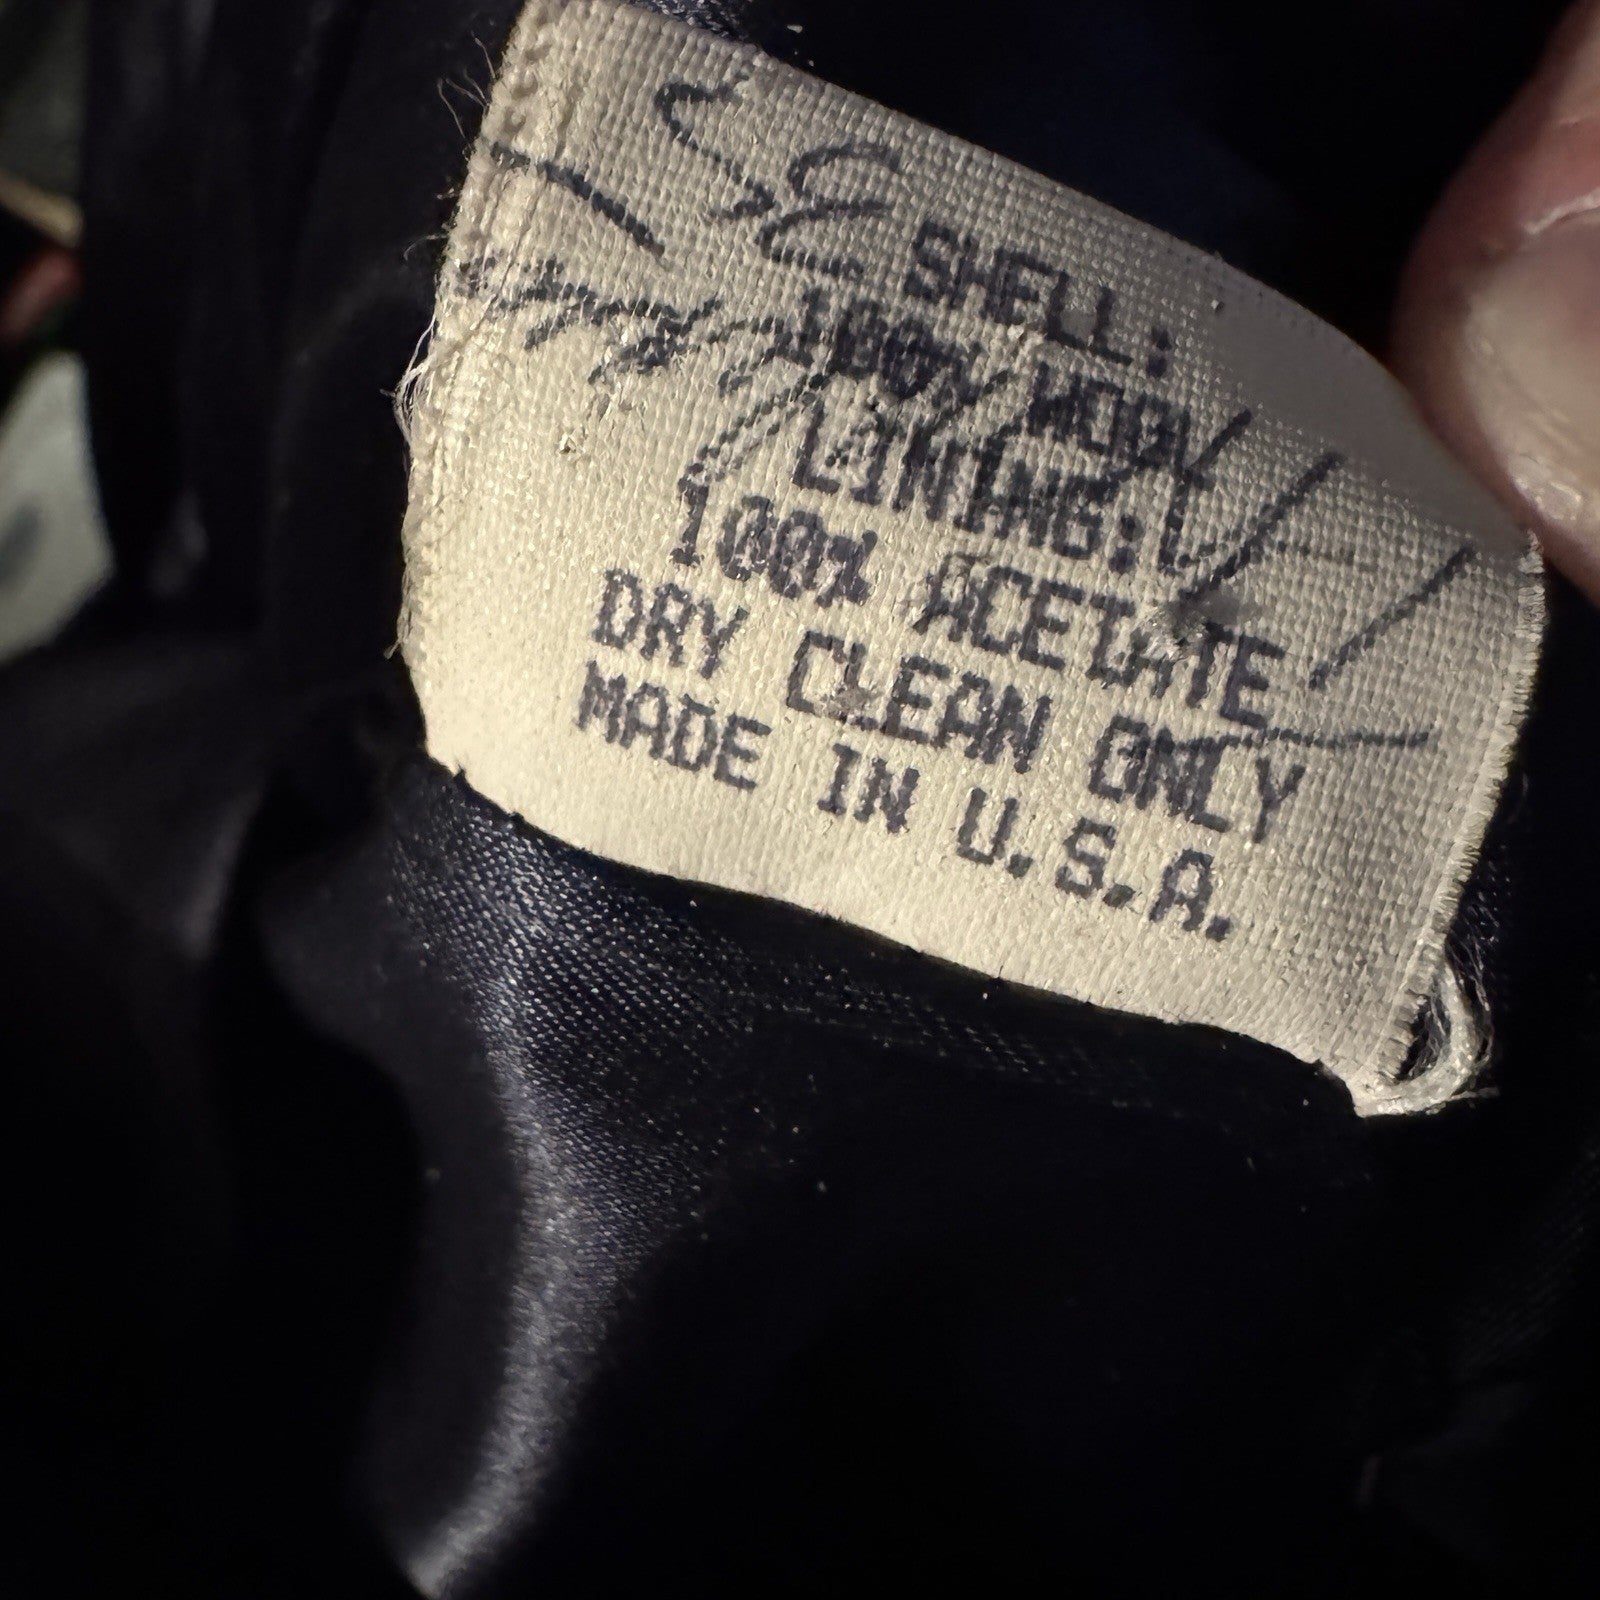 SHELL:
100% WOOL
LINING:
100% ACETATE
DRY CLEAN ONLY
MADE IN U.S.A.